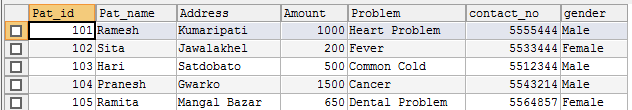 Pat_id Pat_name Address Amount Problem contact_no gender
101 Ramesh Kumaripati 1000 Heart Problem 5555444 Male
102 Sita Jawalakhel 200 Fever 5533444 Female
103 Hari Satdobato 500 Common Cold 5512344 Male
104 Pranesh Gwarko 1500 Cancer 5543214 Male
105 Ramita Mangal Bazar 650 Dental Problem 5564857 Female